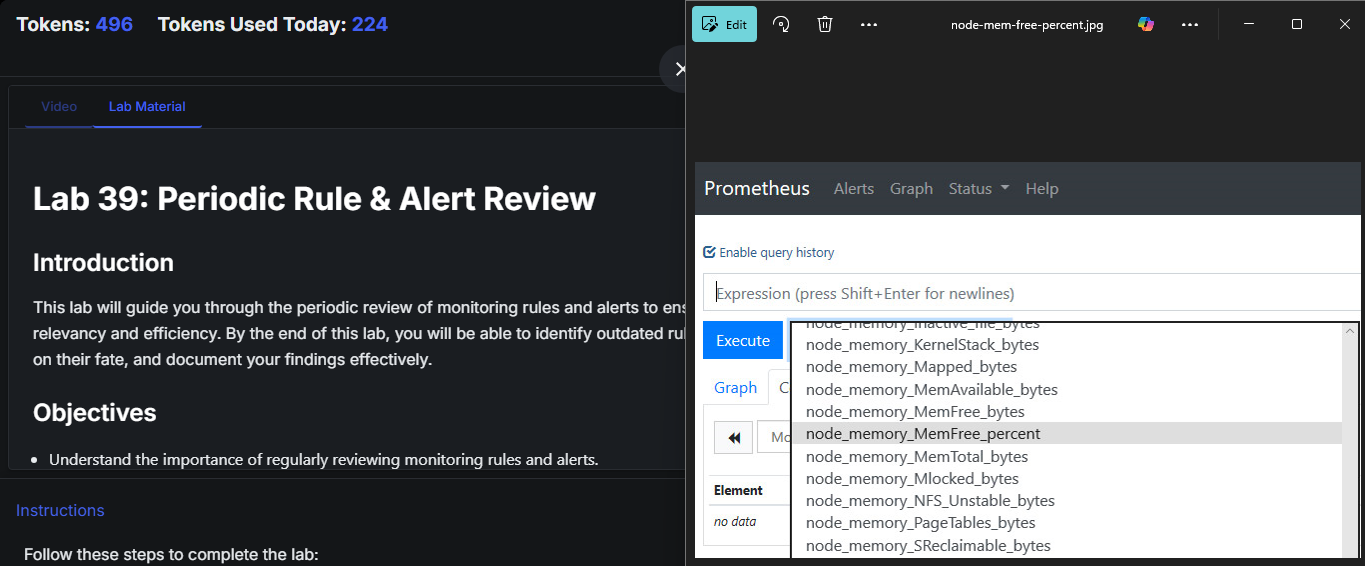 Tokens: 496 Tokens Used Today: 224
Video Lab Material
Lab 39: Periodic Rule & Alert Review
Introduction
This lab will guide you through the periodic review of monitoring rules and alerts to ens
relevancy and efficiency. By the end of this lab, you will be able to identify outdated ru
on their fate, and document your findings effectively.
Objectives
• Understand the importance of regularly reviewing monitoring rules and alerts.
Instructions
Follow these steps to complete the lab:
Edit
node-mem-free-percent.jpg
Prometheus Alerts Graph Status Help
Enable query history
Expression (press Shift+Enter for newlines)
Execute
node_memory_Inactive_file_bytes
node_memory_KernelStack_bytes
node_memory_Mapped_bytes
node_memory_MemAvailable_bytes
node_memory_MemFree_bytes
node_memory_MemFree_percent
node_memory_MemTotal_bytes
node_memory_Mlocked_bytes
node_memory_NFS_Unstable_bytes
node_memory_PageTables_bytes
node_memory_SReclaimable_bytes
Graph C
Mo
Element
no data